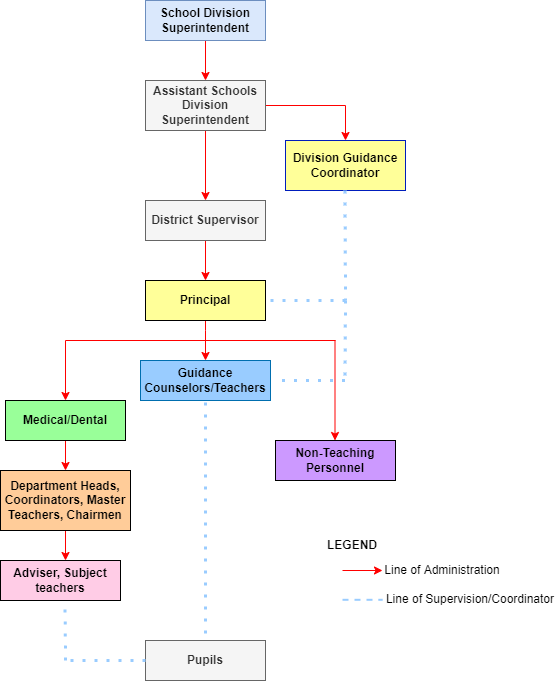 School Division
Superintendent
Assistant Schools
Division
Superintendent
Division Guidance
Coordinator
District Supervisor
Principal
Guidance
Counselors/Teachers
Medical/Dental
Non-Teaching
Personnel
Department Heads,
Coordinators, Master
Teachers, Chairmen
LEGEND
Adviser, Subject
teachers
Line of Administration
Line of Supervision/Coordinator
Pupils